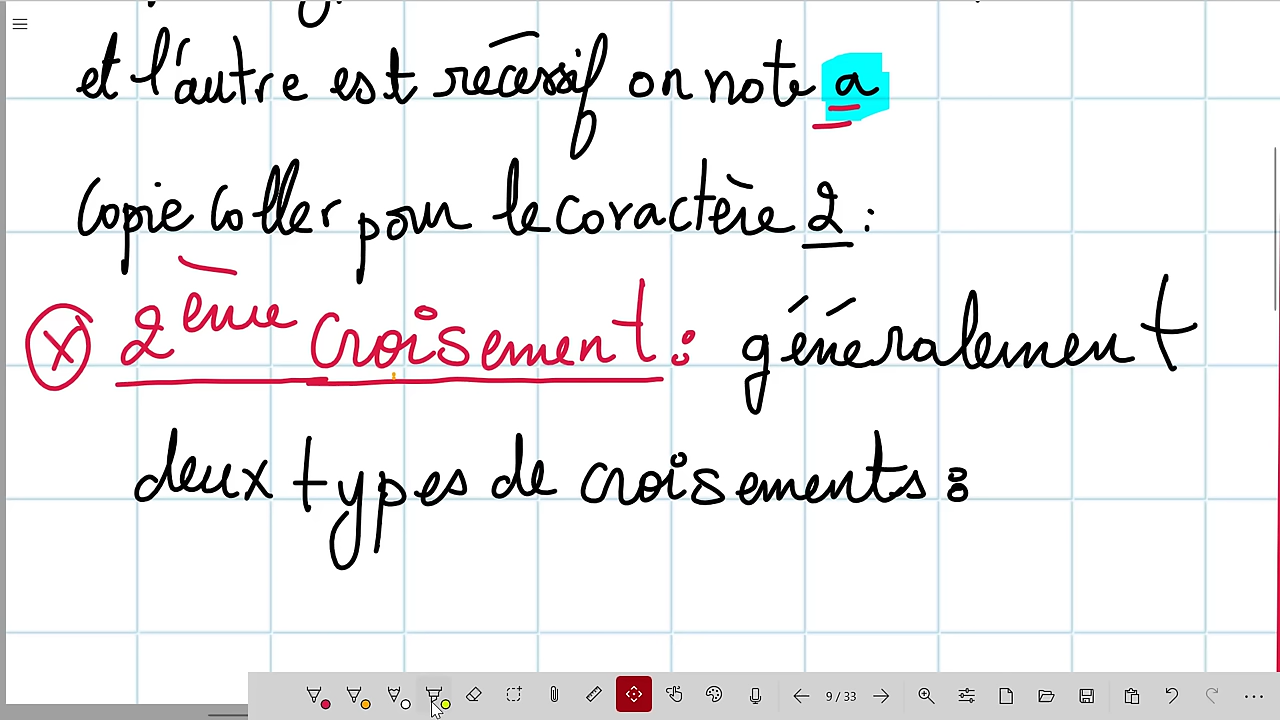 et l'autre est récessif on note a
Copie Coller pour le coractère 2 :
X 2ème Croisement : généralement
deux types de croisements :
9 / 33